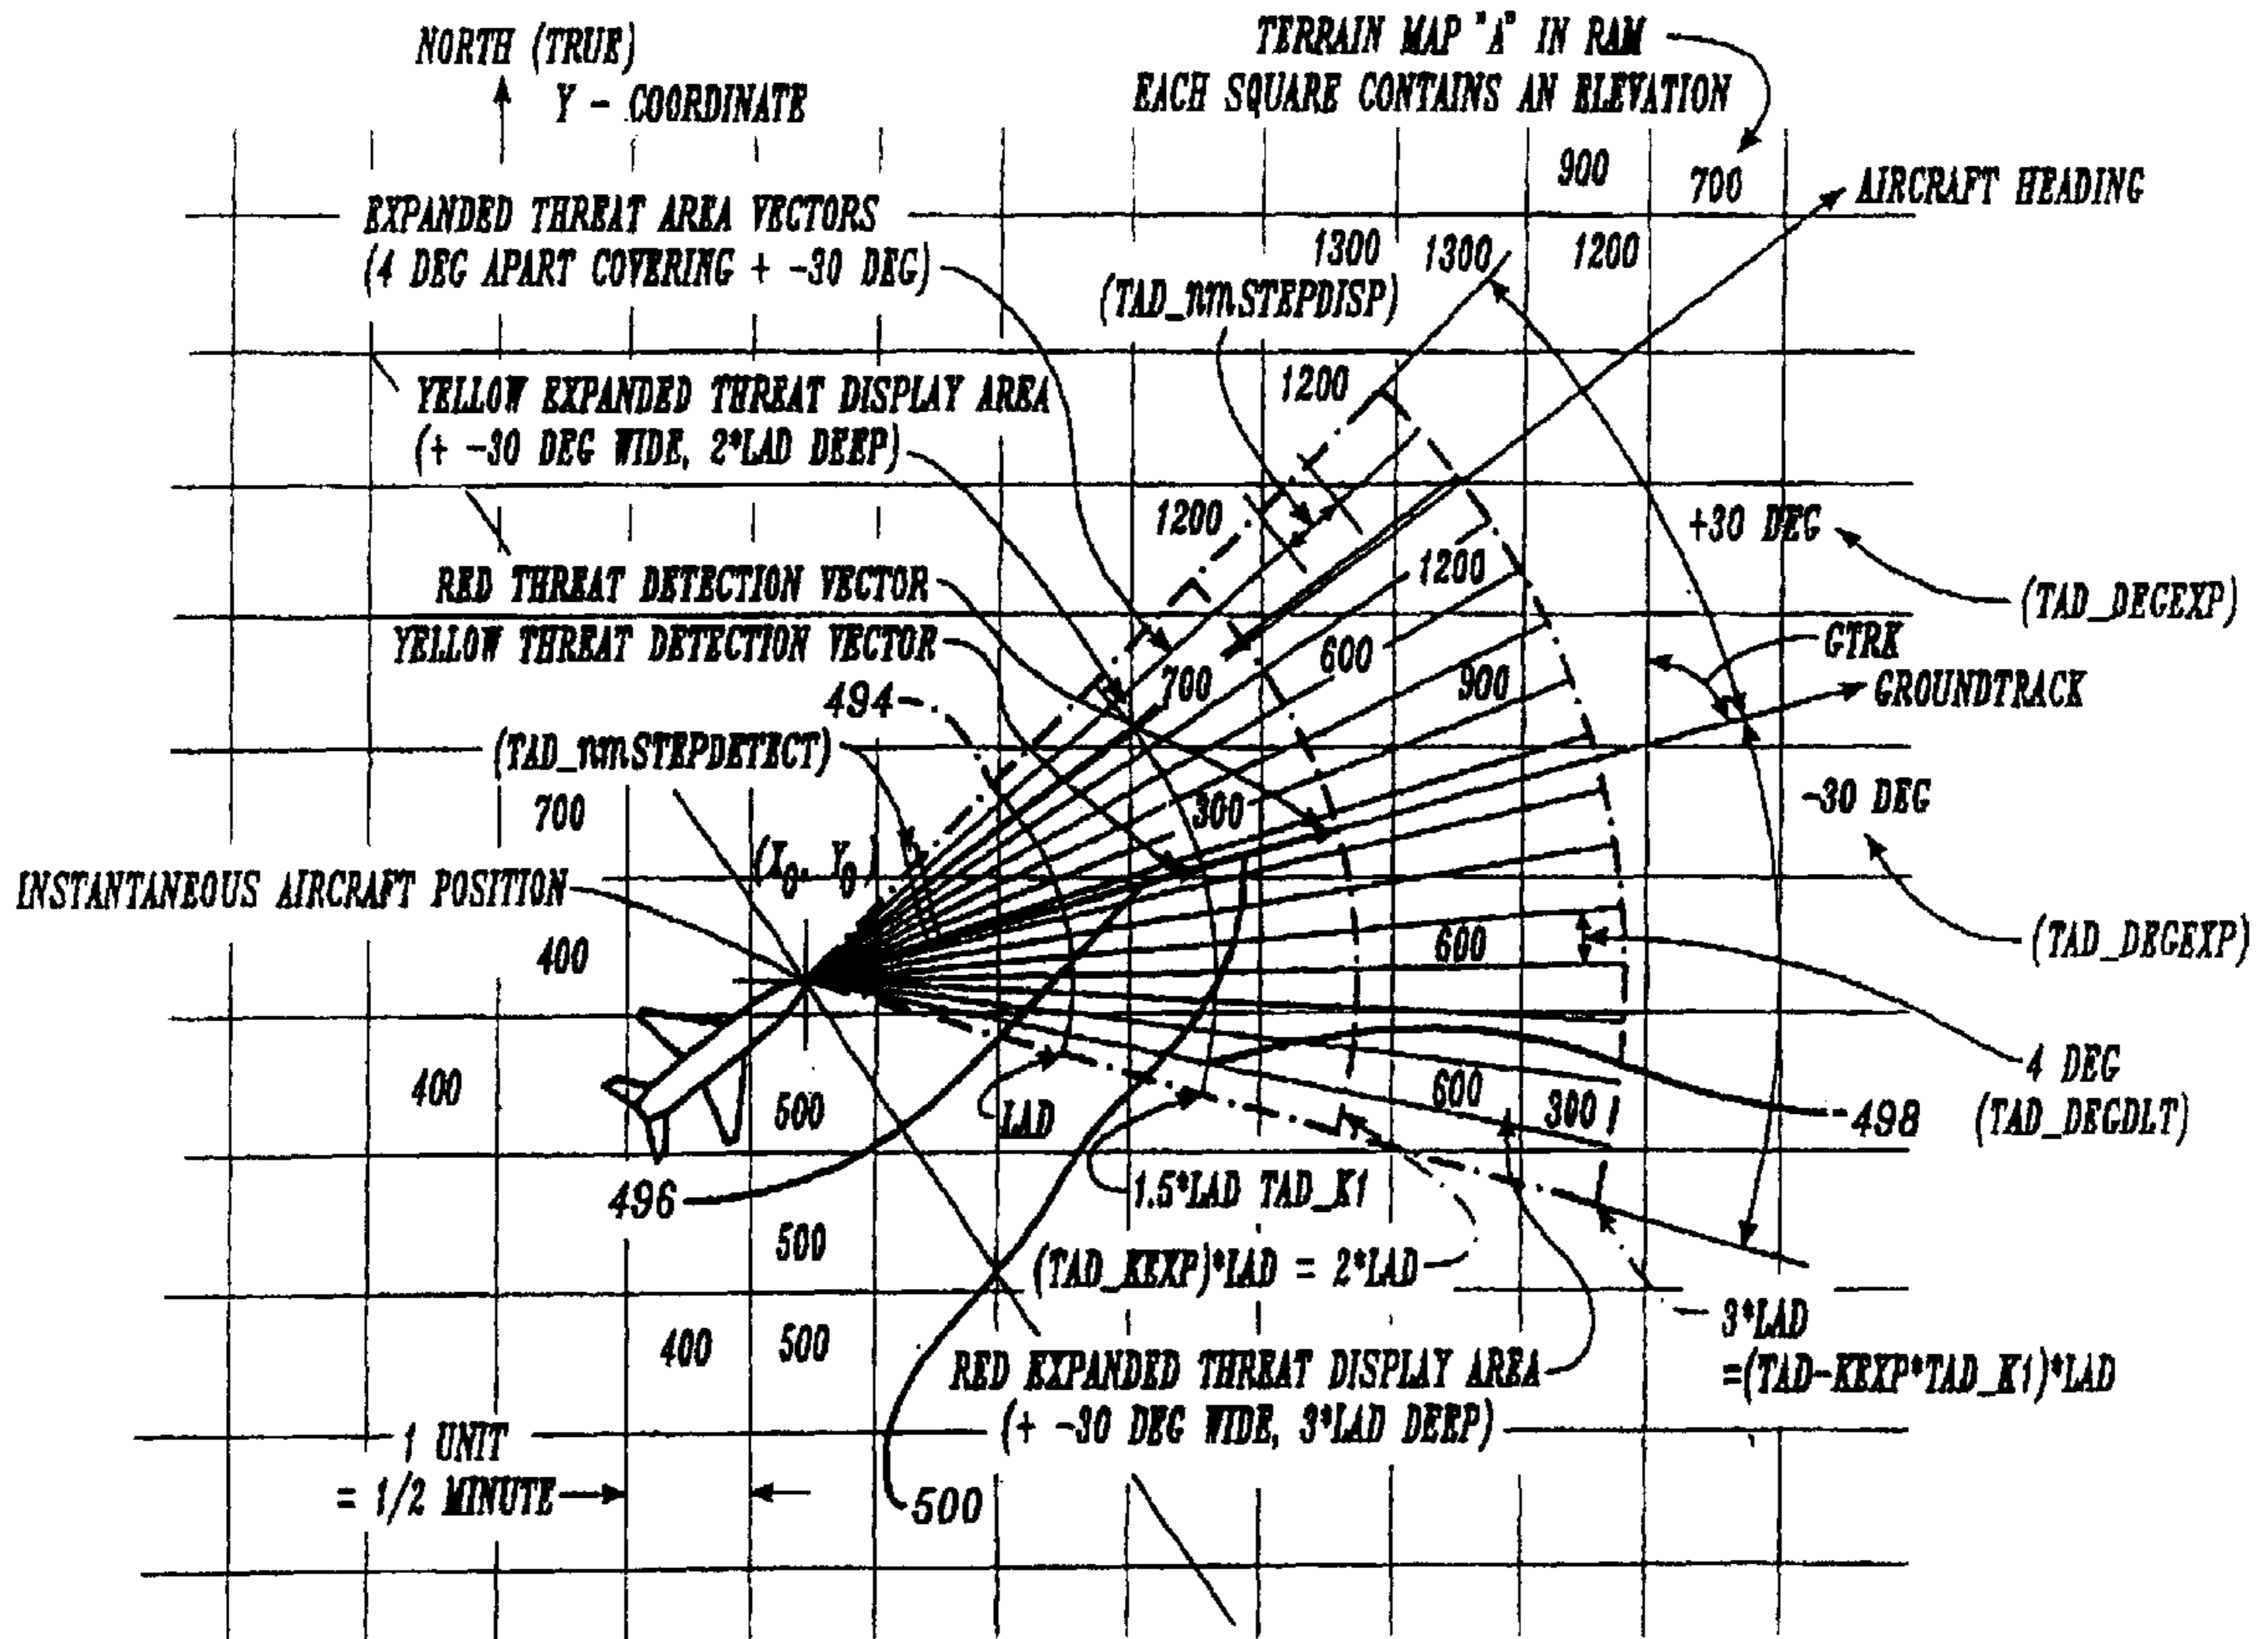 NORTH (TRUE)
Y - COORDINATE
TERRAIN MAP "A" IN RAM
EACH SQUARE CONTAINS AN ELEVATION
900
700
AIRCRAFT HEADING
EXPANDED THREAT AREA VECTORS
(4 DEG APART COVERING + -30 DEG)
1300
1300
1200
(TAD_nmSTEPDISP)
YELLOW EXPANDED THREAT DISPLAY AREA
(+ -30 DEG WIDE, 2*LAD DEEP)
1200
1200
+30 DEG
RED THREAT DETECTION VECTOR
1200
(TAD_DEGEXP)
YELLOW THREAT DETECTION VECTOR
600
GTRK
494
700
900
GROUNDTRACK
(TAD_nmSTEPDETECT)
700
300
-30 DEG
(X0, Y0)
INSTANTANEOUS AIRCRAFT POSITION
400
600
(TAD_DEGEXP)
400
500
LAD
600
300
4 DEG
498
(TAD_DEGDLT)
496
1.5*LAD TAD_K1
500
(TAD_KEXP)*LAD = 2*LAD
3*LAD
=(TAD-KEXP*TAD_K1)*LAD
400
500
RED EXPANDED THREAT DISPLAY AREA
(+ -30 DEG WIDE, 3*LAD DEEP)
1 UNIT
= 1/2 MINUTE
500